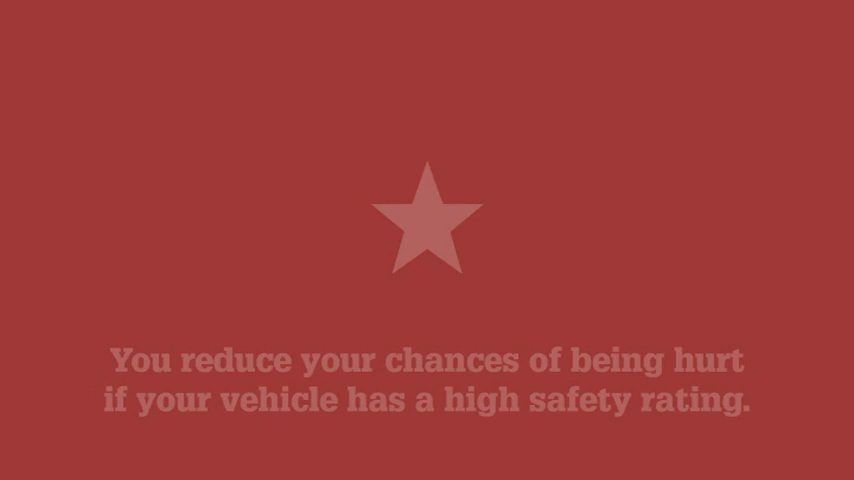 You reduce your chances of being hurt
if your vehicle has a high safety rating.